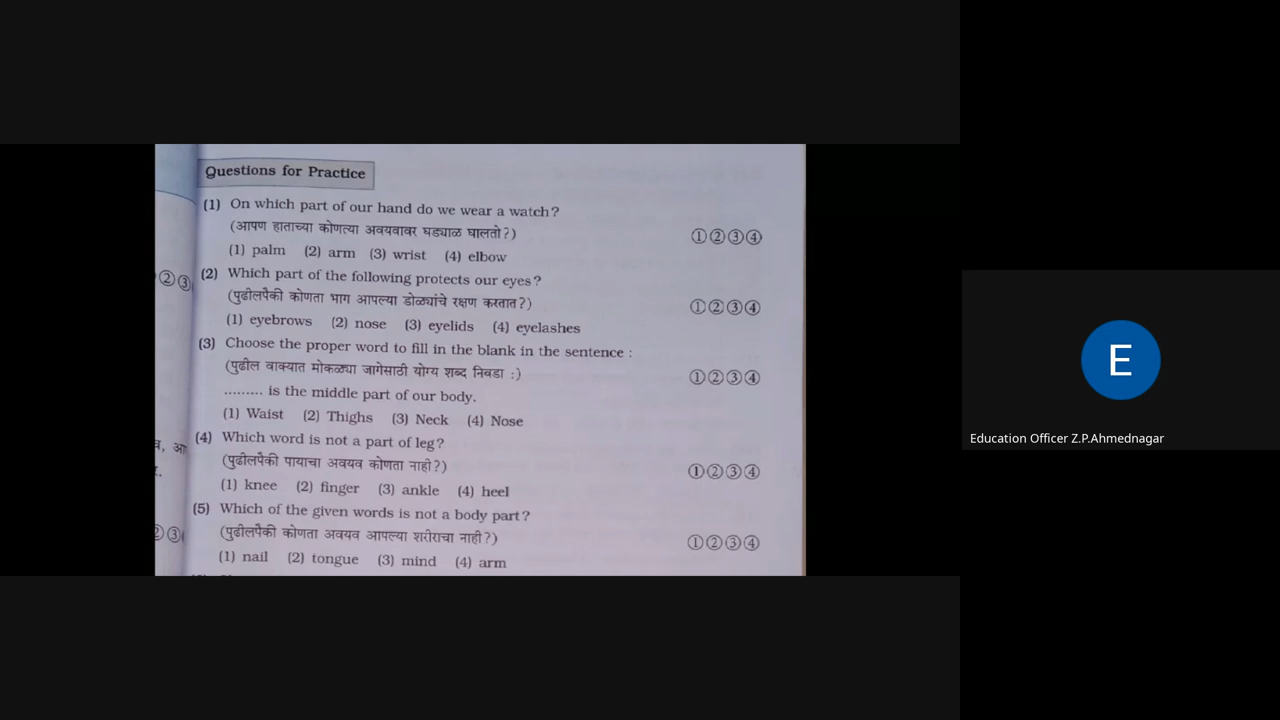 Questions for Practice
(1) On which part of our hand do we wear a watch?
(आपण हाताच्या कोणत्या अवयवावर घड्याळ घालतो?) ①②③④
(1) palm (2) arm (3) wrist (4) elbow
②③ (2) Which part of the following protects our eyes?
(पुढीलपैकी कोणता भाग आपल्या डोळ्यांचे रक्षण करतात?) ①②③④
(1) eyebrows (2) nose (3) eyelids (4) eyelashes
(3) Choose the proper word to fill in the blank in the sentence :
(पुढील वाक्यात मोकळ्या जागेसाठी योग्य शब्द निवडा :) ①②③④
......... is the middle part of our body.
(1) Waist (2) Thighs (3) Neck (4) Nose
(4) Which word is not a part of leg?
(पुढीलपैकी पायाचा अवयव कोणता नाही?) ①②③④
(1) knee (2) finger (3) ankle (4) heel
(5) Which of the given words is not a body part?
②③ (पुढीलपैकी कोणता अवयव आपल्या शरीराचा नाही?) ①②③④
(1) nail (2) tongue (3) mind (4) arm
E
Education Officer Z.P.Ahmednagar